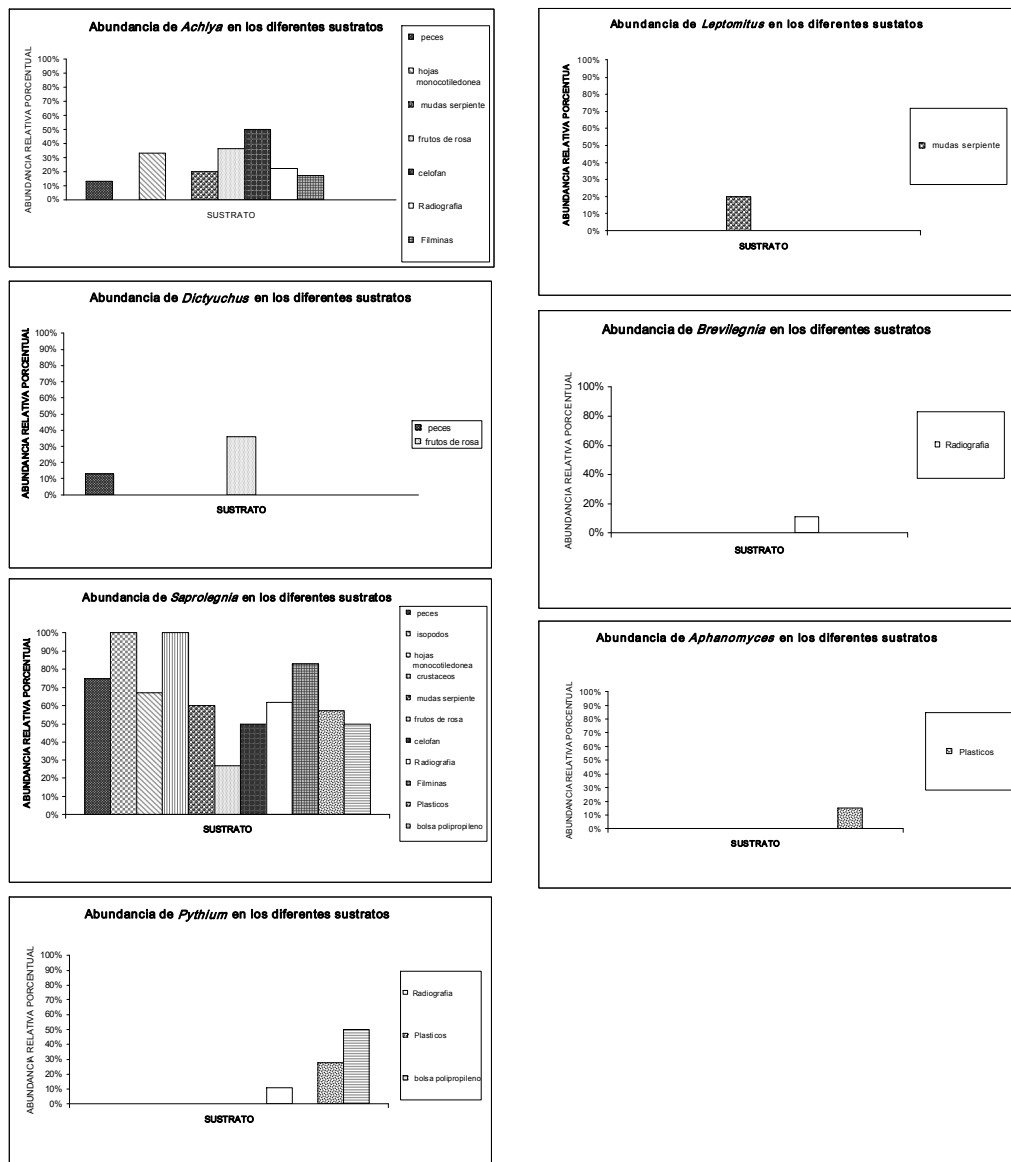 Abundancia de Achlya en los diferentes sustratos
ABUNDANCIA RELATIVA PORCENTUAL
100%
90%
80%
70%
60%
50%
40%
30%
20%
10%
0%
SUSTRATO
peces
hojas
monocotiledonea
mudas serpiente
frutos de rosa
celofan
Radiografia
Filminas
Abundancia de Leptomitus en los diferentes sustatos
ABUNDANCIA RELATIVA PORCENTUA
100%
90%
80%
70%
60%
50%
40%
30%
20%
10%
0%
SUSTRATO
mudas serpiente
Abundancia de Dictyuchus en los diferentes sustratos
ABUNDANCIA RELATIVA PORCENTUAL
100%
90%
80%
70%
60%
50%
40%
30%
20%
10%
0%
SUSTRATO
peces
frutos de rosa
Abundancia de Brevilegnia en los diferentes sustratos
ABUNDANCIA RELATIVA PORCENTUAL
100%
80%
60%
40%
20%
0%
SUSTRATO
Radiografia
Abundancia de Saprolegnia en los diferentes sustratos
ABUNDANCIA RELATIVA PORCENTUAL
100%
90%
80%
70%
60%
50%
40%
30%
20%
10%
0%
SUSTRATO
peces
isopodos
hojas
monocotiledonea
crustaceos
mudas serpiente
frutos de rosa
celofan
Radiografia
Filminas
Plasticos
bolsa polipropileno
Abundancia de Aphanomyces en los diferentes sustratos
ABUNDANCIA RELATIVA PORCENTUAL
100%
90%
80%
70%
60%
50%
40%
30%
20%
10%
0%
SUSTRATO
Plasticos
Abundancia de Pythium en los diferentes sustratos
ABUNDANCIA RELATIVA PORCENTUAL
100%
90%
80%
70%
60%
50%
40%
30%
20%
10%
0%
SUSTRATO
Radiografia
Plasticos
bolsa polipropileno